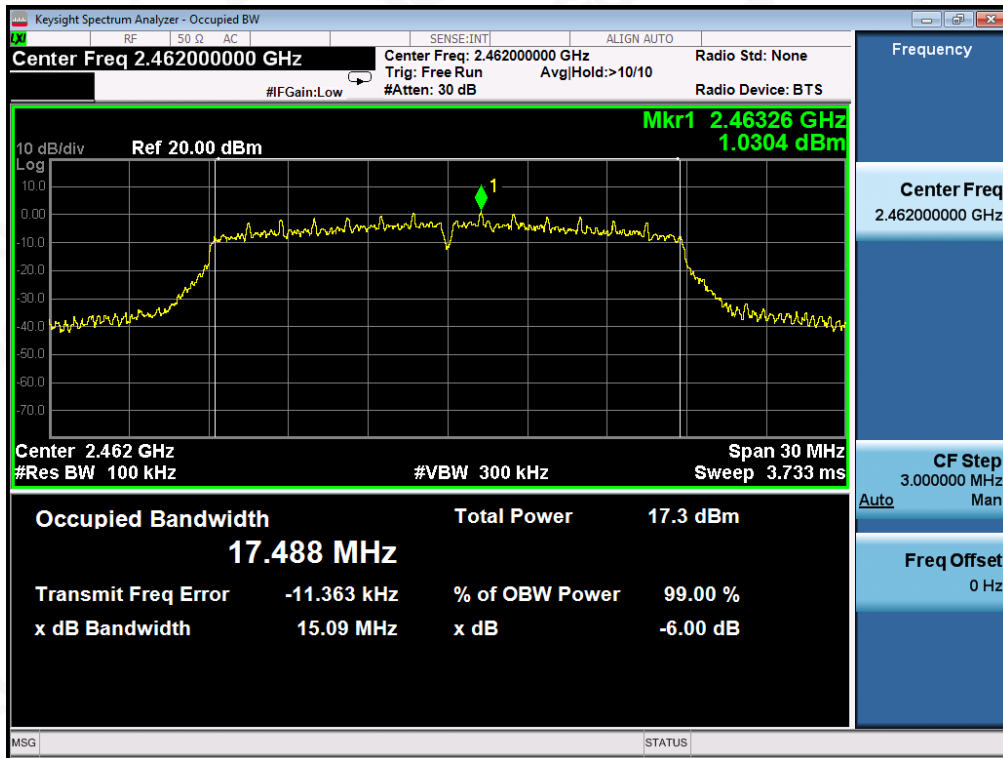 Keysight Spectrum Analyzer - Occupied BW
LXI RF 50 Ω AC SENSE:INT ALIGN AUTO
Center Freq 2.462000000 GHz
Center Freq: 2.462000000 GHz Radio Std: None
Trig: Free Run Avg|Hold:>10/10
#IFGain:Low #Atten: 30 dB Radio Device: BTS
Mkr1 2.46326 GHz
1.0304 dBm
10 dB/div Ref 20.00 dBm
Log
10.0
0.00
-10.0
-20.0
-30.0
-40.0
-50.0
-60.0
-70.0
1
Center 2.462 GHz Span 30 MHz
#Res BW 100 kHz #VBW 300 kHz Sweep 3.733 ms
Occupied Bandwidth Total Power 17.3 dBm
17.488 MHz
Transmit Freq Error -11.363 kHz % of OBW Power 99.00 %
x dB Bandwidth 15.09 MHz x dB -6.00 dB
Frequency
Center Freq
2.462000000 GHz
CF Step
3.000000 MHz
Auto Man
Freq Offset
0 Hz
MSG STATUS